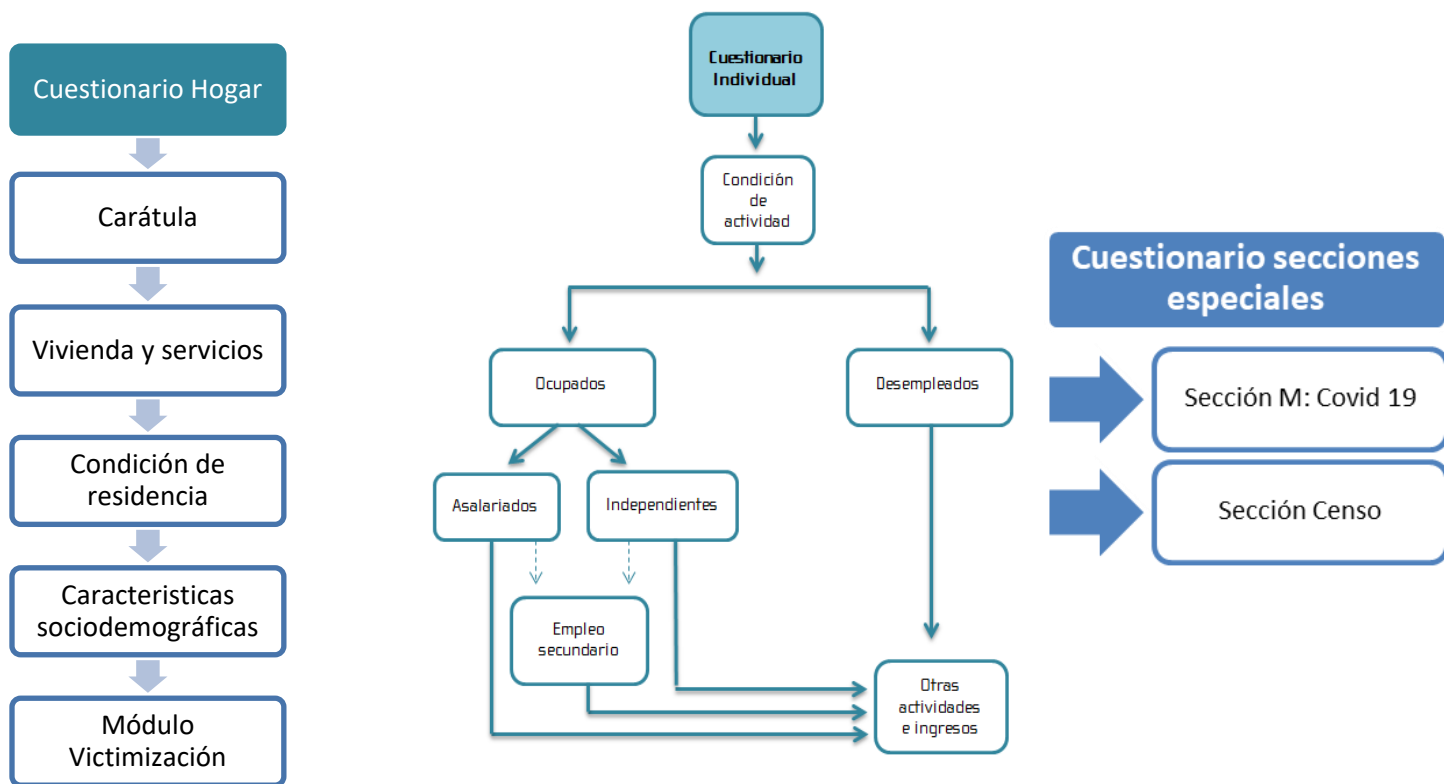 Cuestionario Hogar
Carátula
Vivienda y servicios
Condición de
residencia
Caracteristicas
sociodemográficas
Módulo
Victimización
Cuestionario
Individual
Condición
de
actividad
Ocupados
Desempleados
Asalariados
Independientes
Empleo
secundario
Otras
actividades
e ingresos
Cuestionario secciones
especiales
Sección M: Covid 19
Sección Censo